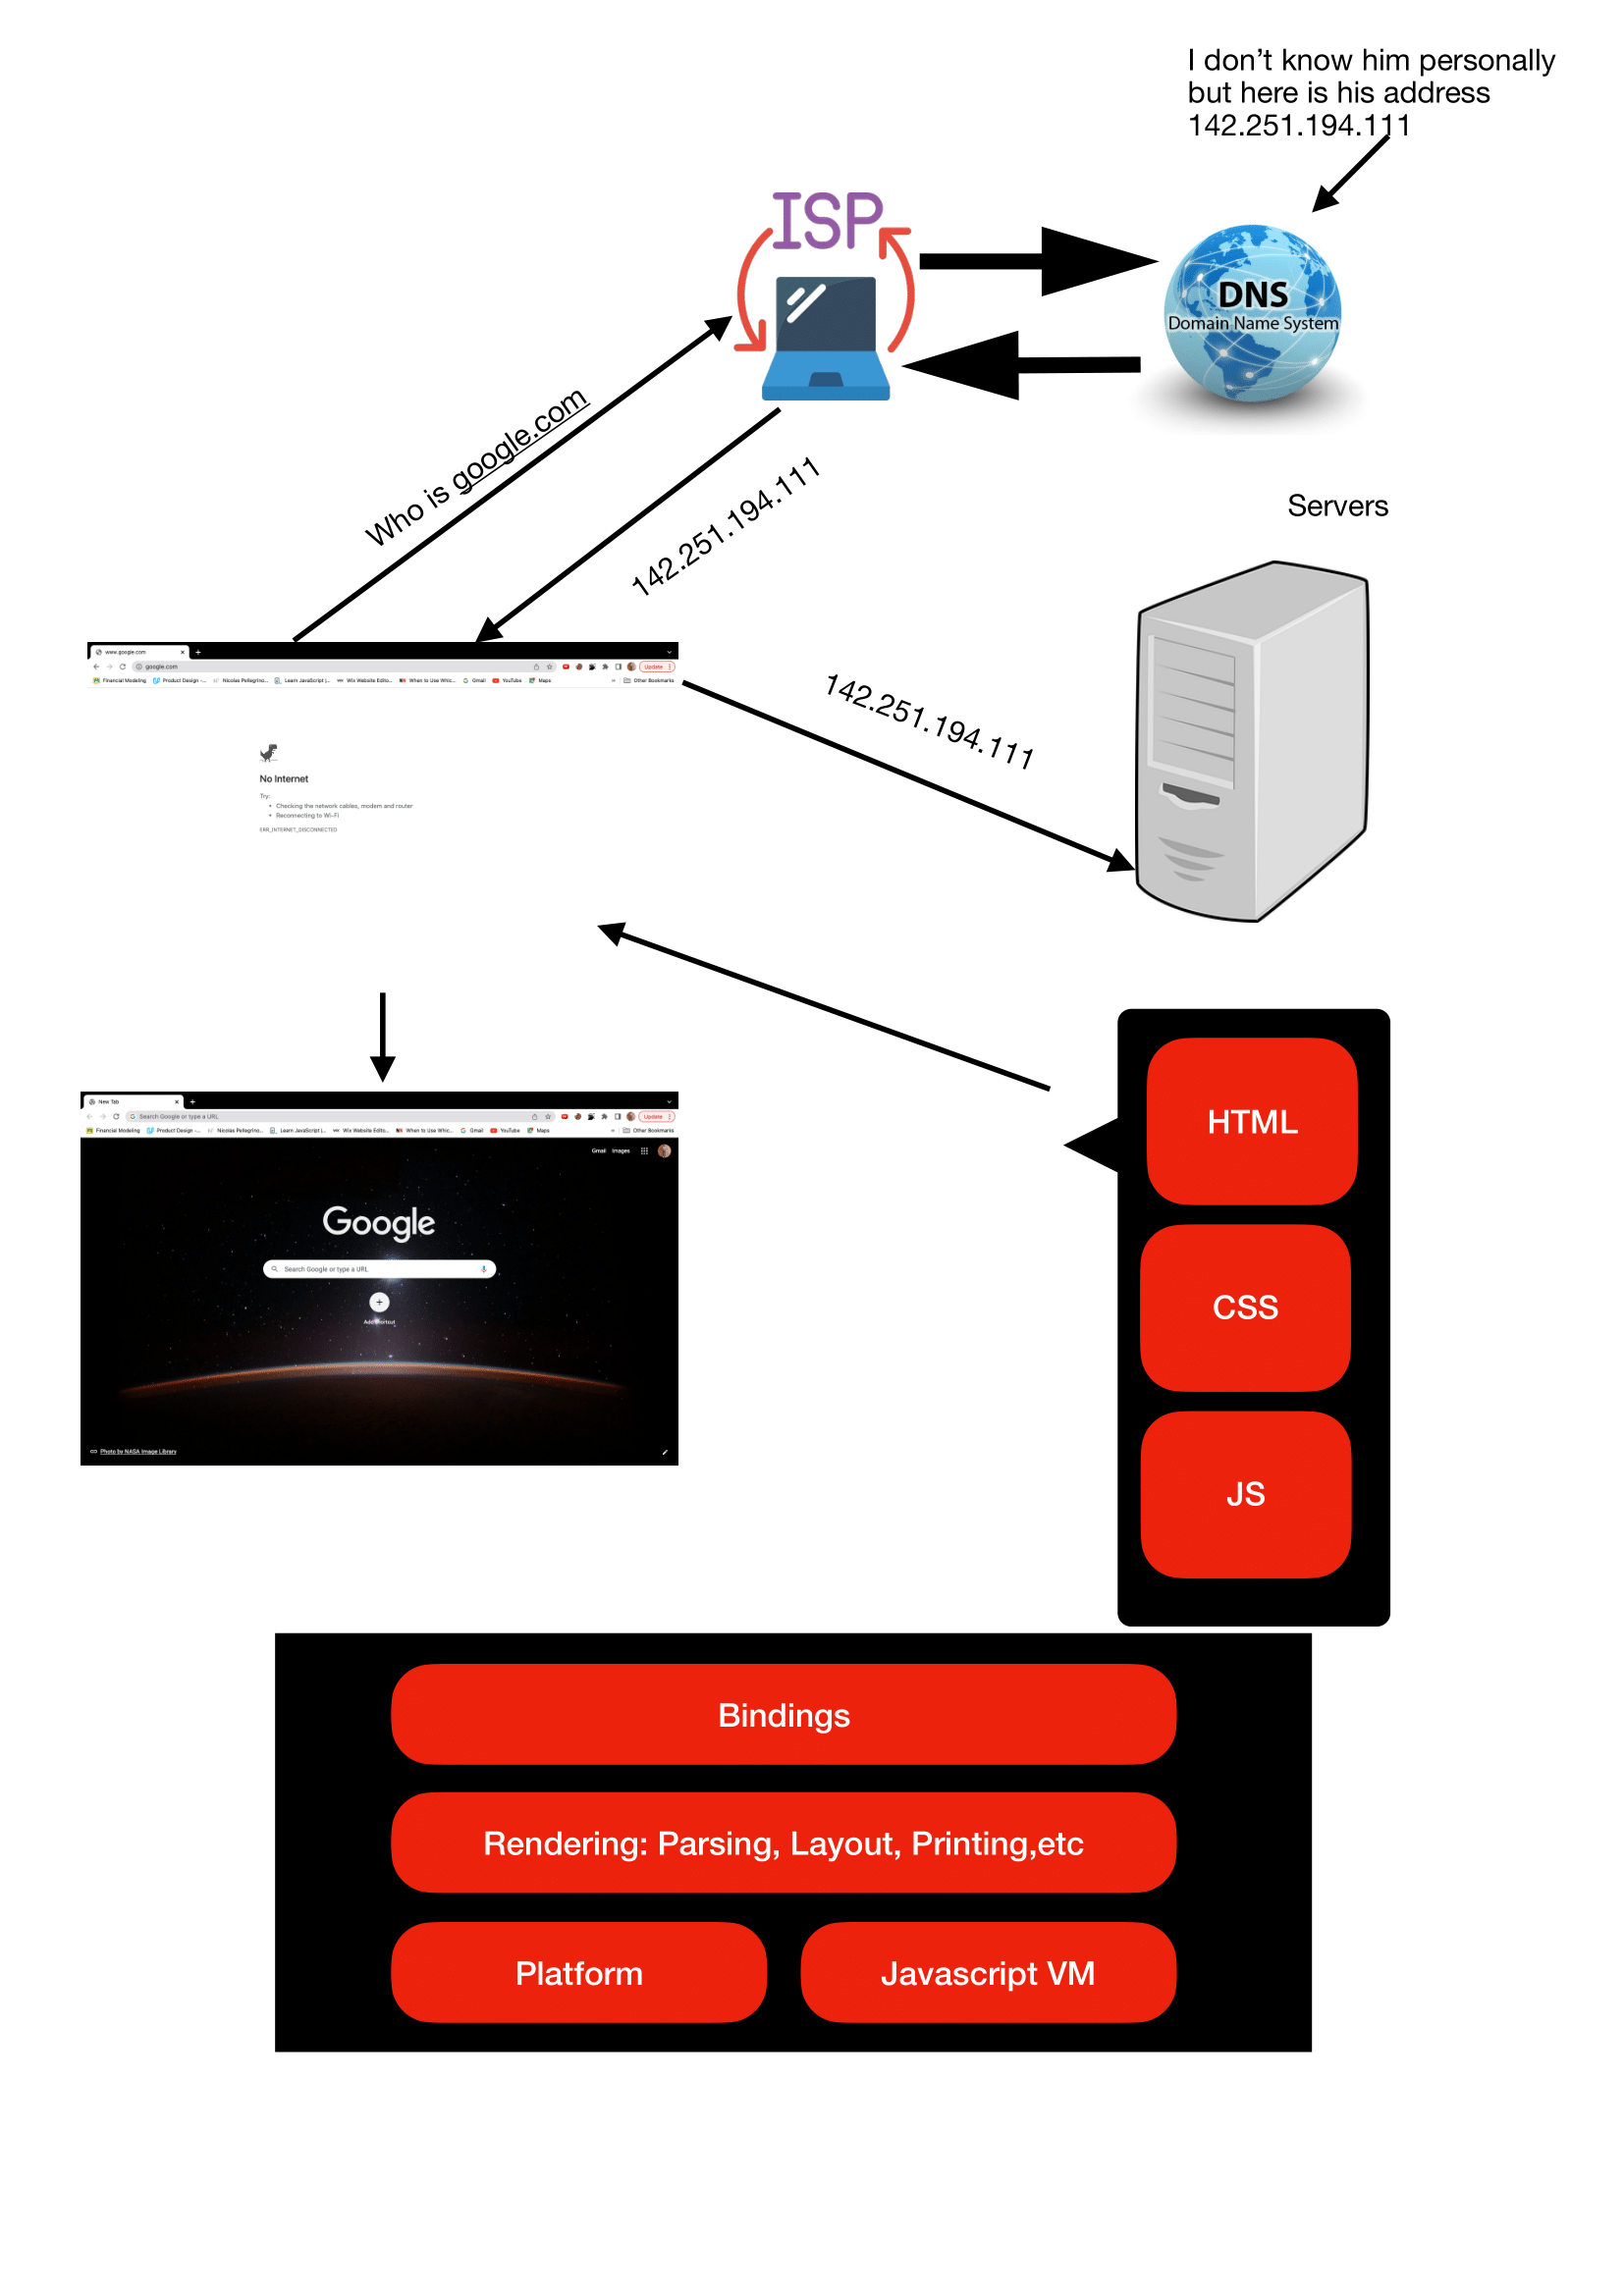 I don't know him personally
but here is his address
142.251.194.111
ISP
DNS
Domain Name System
Who is google.com
142.251.194.111
Servers
www.google.com
google.com
Update
Financial Modeling Product Design -... Nicolas Pellegrino... Learn JavaScript |... Wix Website Edito... When to Use Whic... Gmail YouTube Maps Other Bookmarks
142.251.194.111
No Internet
Try:
Checking the network cables, modem and router
Reconnecting to Wi-Fi
ERR_INTERNET_DISCONNECTED
HTML
CSS
JS
New Tab
Search Google or type a URL
Update
Financial Modeling Product Design -... Nicolas Pellegrino... Learn JavaScript |... Wix Website Edito... When to Use Whic... Gmail YouTube Maps Other Bookmarks
Gmail Images
Google
Search Google or type a URL
Add shortcut
Photo by NASA Image Library
Bindings
Rendering: Parsing, Layout, Printing,etc
Platform
Javascript VM